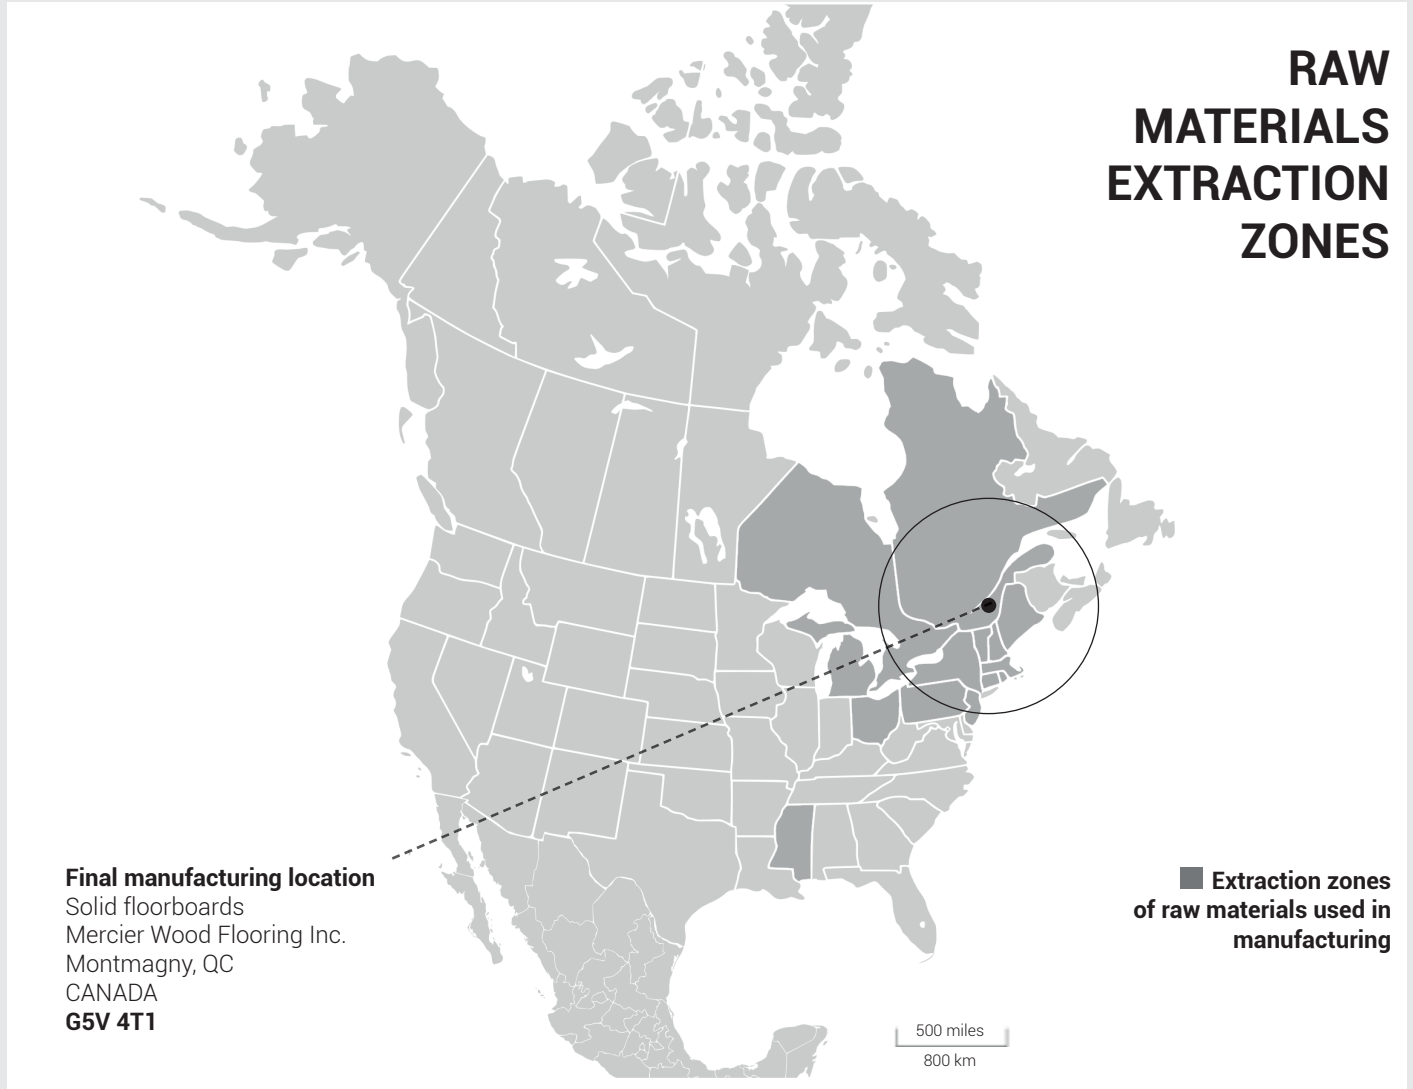 RAW
MATERIALS
EXTRACTION
ZONES
Final manufacturing location
Solid floorboards
Mercier Wood Flooring Inc.
Montmagny, QC
CANADA
G5V 4T1
Extraction zones
of raw materials used in
manufacturing
500 miles
800 km